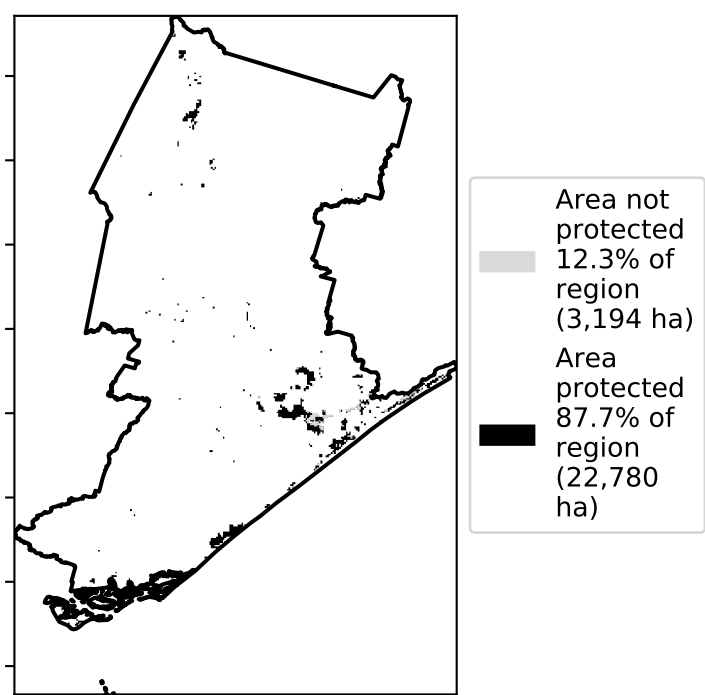 Area not
protected
12.3% of
region
(3,194 ha)
Area
protected
87.7% of
region
(22,780
ha)